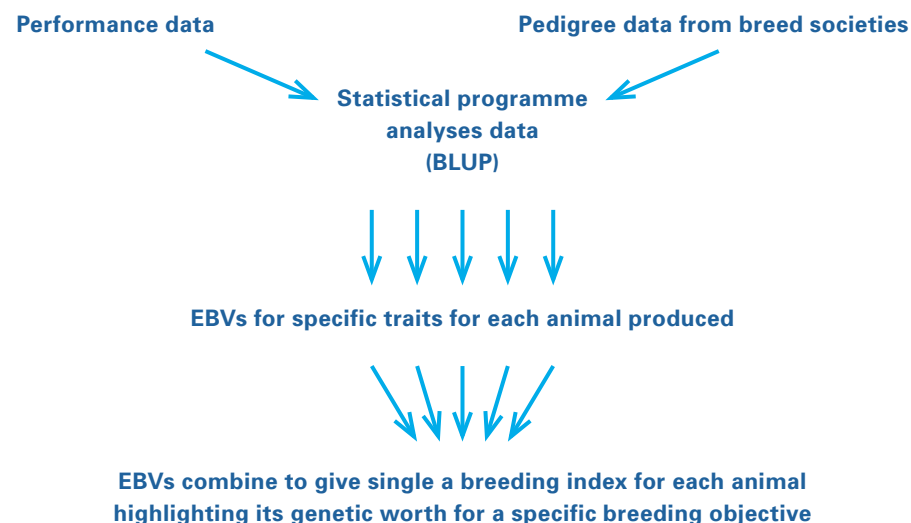 Performance data
Pedigree data from breed societies
Statistical programme
analyses data
(BLUP)
EBVs for specific traits for each animal produced
EBVs combine to give single a breeding index for each animal
highlighting its genetic worth for a specific breeding objective